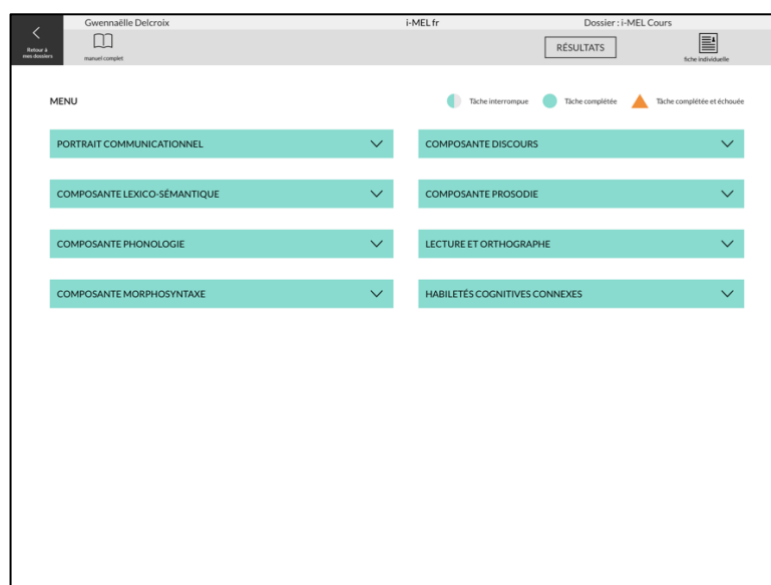 Gwennaëlle Delcroix
i-MEL fr
Dossier : i-MEL Cours
Retour à
mes dossiers
manuel complet
RÉSULTATS
fiche individuelle
MENU
Tâche interrompue
Tâche complétée
Tâche complétée et échouée
PORTRAIT COMMUNICATIONNEL
COMPOSANTE DISCOURS
COMPOSANTE LEXICO-SÉMANTIQUE
COMPOSANTE PROSODIE
COMPOSANTE PHONOLOGIE
LECTURE ET ORTHOGRAPHE
COMPOSANTE MORPHOSYNTAXE
HABILETÉS COGNITIVES CONNEXES